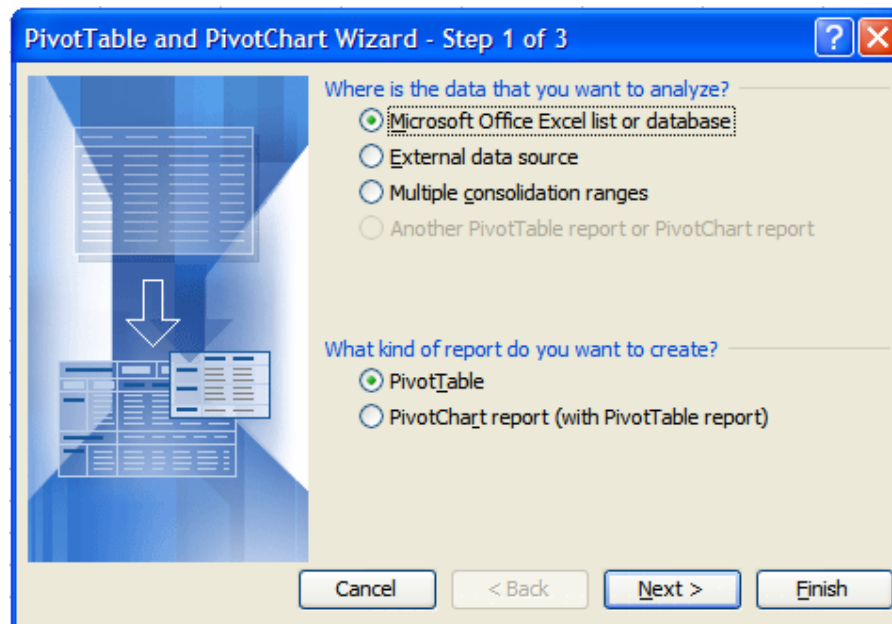 PivotTable and PivotChart Wizard - Step 1 of 3
Where is the data that you want to analyze?
Microsoft Office Excel list or database
External data source
Multiple consolidation ranges
Another PivotTable report or PivotChart report
What kind of report do you want to create?
PivotTable
PivotChart report (with PivotTable report)
Cancel < Back Next > Finish